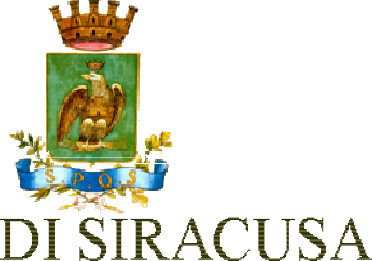 S. P. Q. S.
DI SIRACUSA